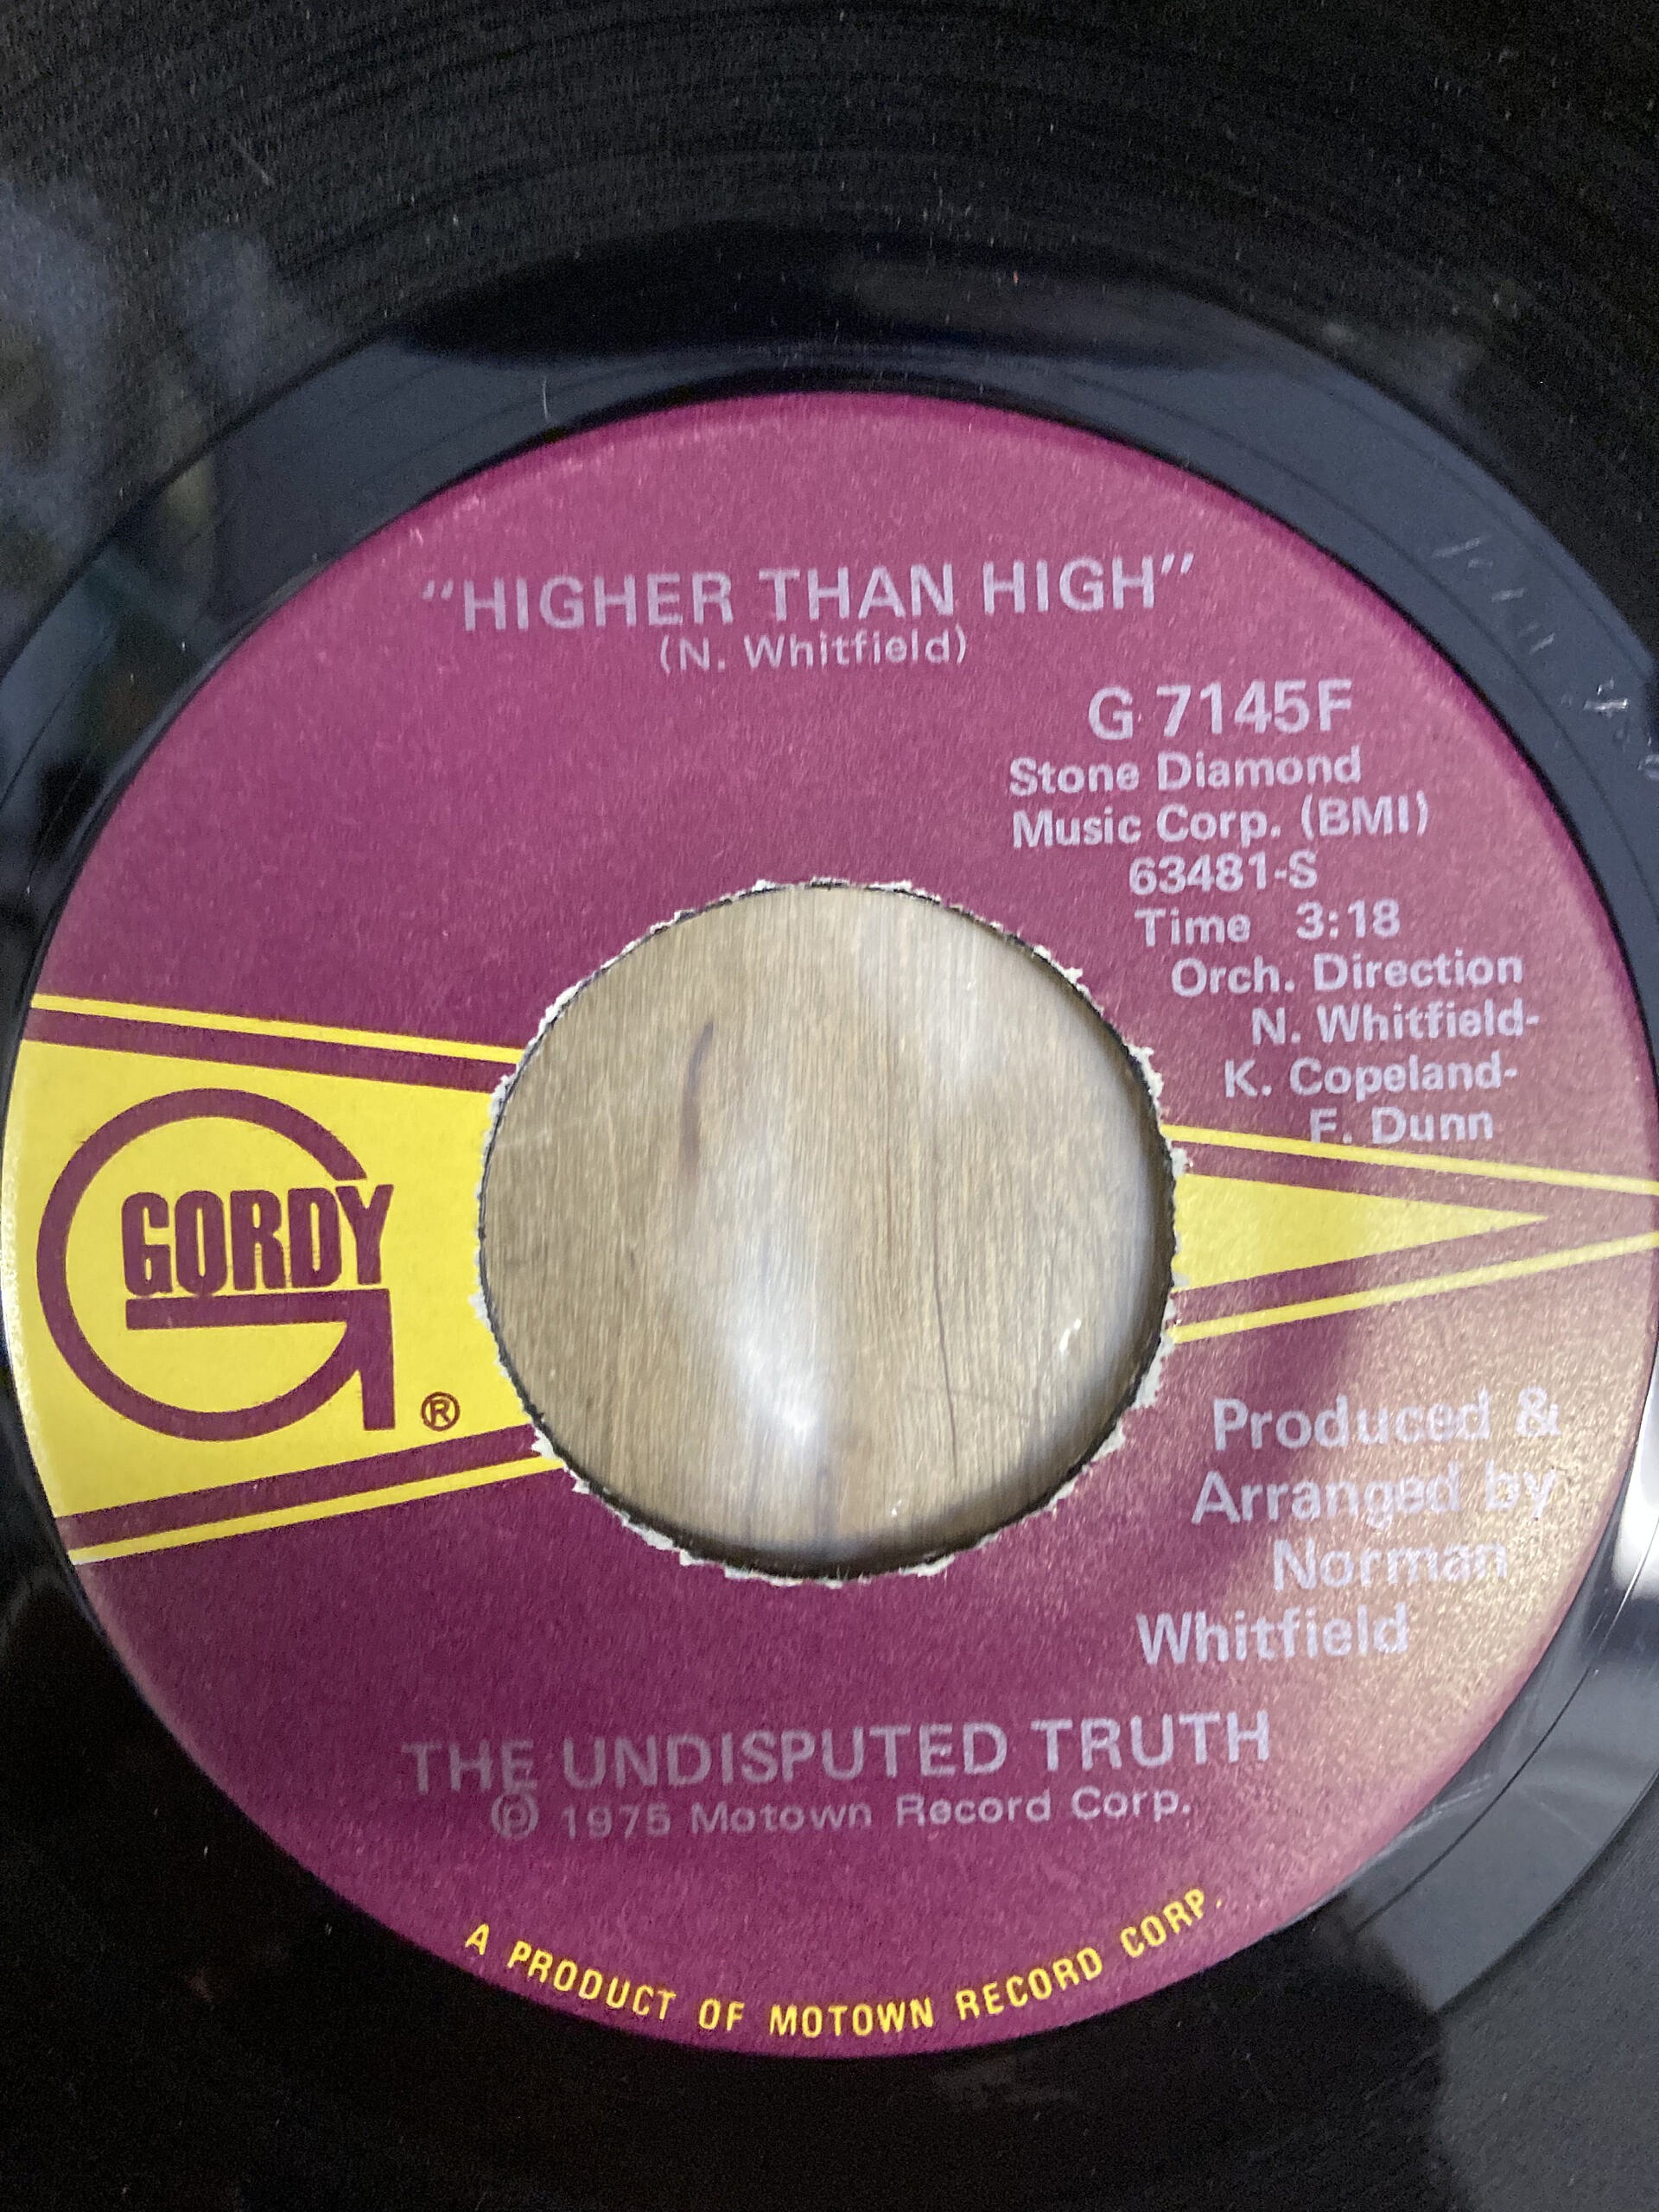 "HIGHER THAN HIGH"
(N. Whitfield)
G 7145F
Stone Diamond
Music Corp. (BMI)
63481-S
Time 3:18
Orch. Direction
N. Whitfield-
K. Copeland-
F. Dunn
GORDY
®
Produced &
Arranged by
Norman
Whitfield
THE UNDISPUTED TRUTH
℗ 1975 Motown Record Corp.
A PRODUCT OF MOTOWN RECORD CORP.